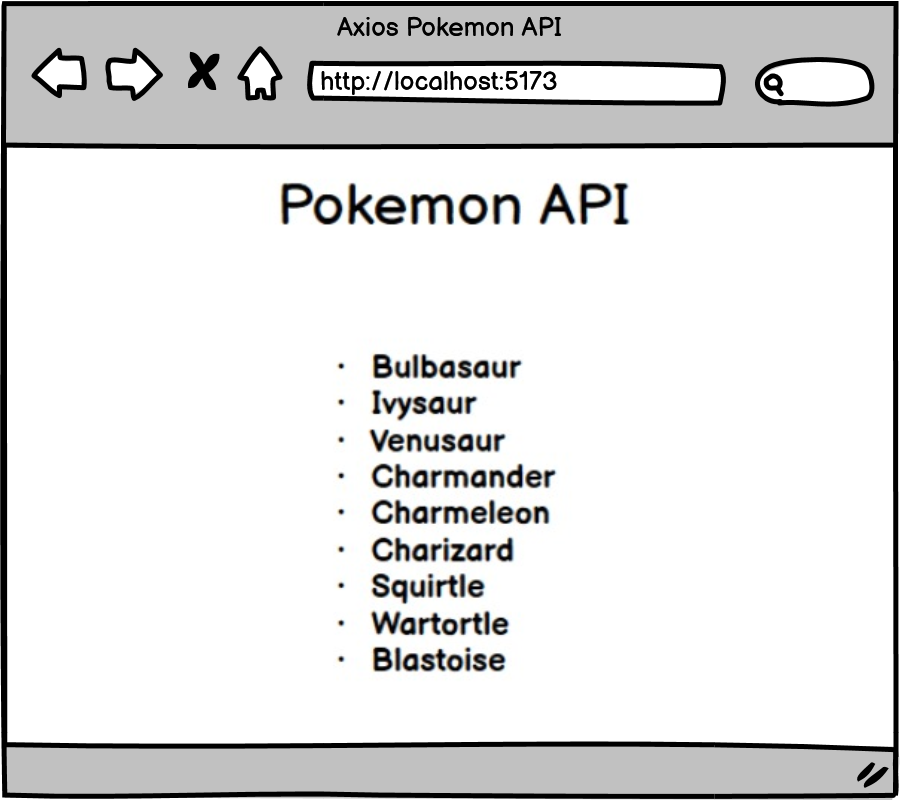 Axios Pokemon API
http://localhost:5173
Pokemon API
· Bulbasaur
· Ivysaur
· Venusaur
· Charmander
· Charmeleon
· Charizard
· Squirtle
· Wartortle
· Blastoise